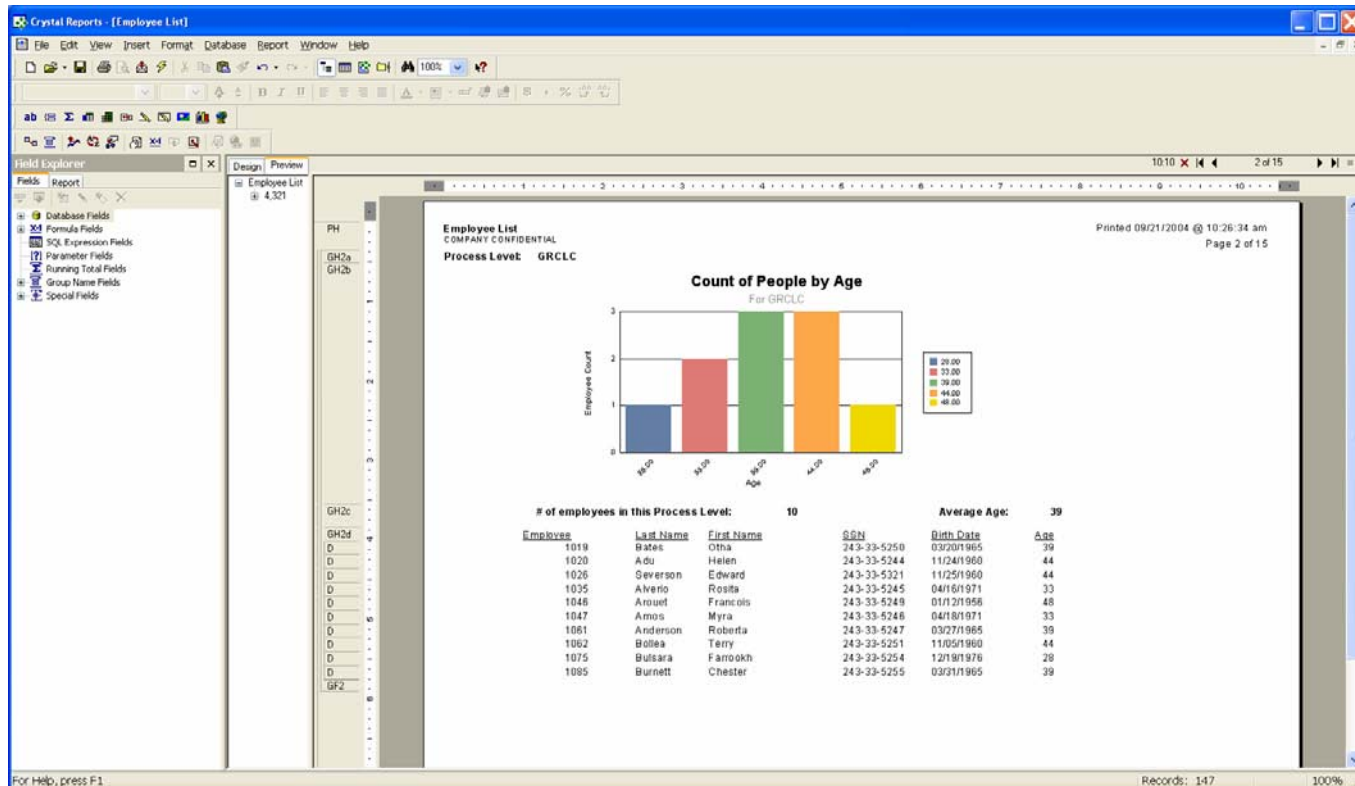 Crystal Reports - [Employee List]
File Edit View Insert Format Database Report Window Help
100%
Field Explorer
Fields Report
Database Fields
Formula Fields
SQL Expression Fields
Parameter Fields
Running Total Fields
Group Name Fields
Special Fields
Design Preview
Employee List
4,321
10:10 2 of 15
PH
GH2a
GH2b
GH2c
GH2d
D
D
D
D
D
D
D
D
D
D
GF2
Employee List
COMPANY CONFIDENTIAL
Printed 09/21/2004 @ 10:26:34 am
Page 2 of 15
Process Level: GRCLC
Count of People by Age
For GRCLC
Employee Count
3
2
1
0
44.00
Age
28.00
33.00
39.00
44.00
48.00
# of employees in this Process Level: 10 Average Age: 39
Employee Last Name First Name SSN Birth Date Age
1019 Bates Otha 243-33-5250 03/20/1965 39
1020 Adu Helen 243-33-5244 11/24/1960 44
1026 Severson Edward 243-33-5321 11/25/1960 44
1035 Alverio Rosita 243-33-5245 04/16/1971 33
1046 Arouet Francois 243-33-5249 01/12/1956 48
1047 Amos Myra 243-33-5246 04/18/1971 33
1061 Anderson Roberta 243-33-5247 03/27/1965 39
1062 Bollea Terry 243-33-5251 11/05/1960 44
1075 Bulsara Farrookh 243-33-5254 12/19/1976 28
1085 Burnett Chester 243-33-5255 03/31/1965 39
For Help, press F1
Records: 147 100%